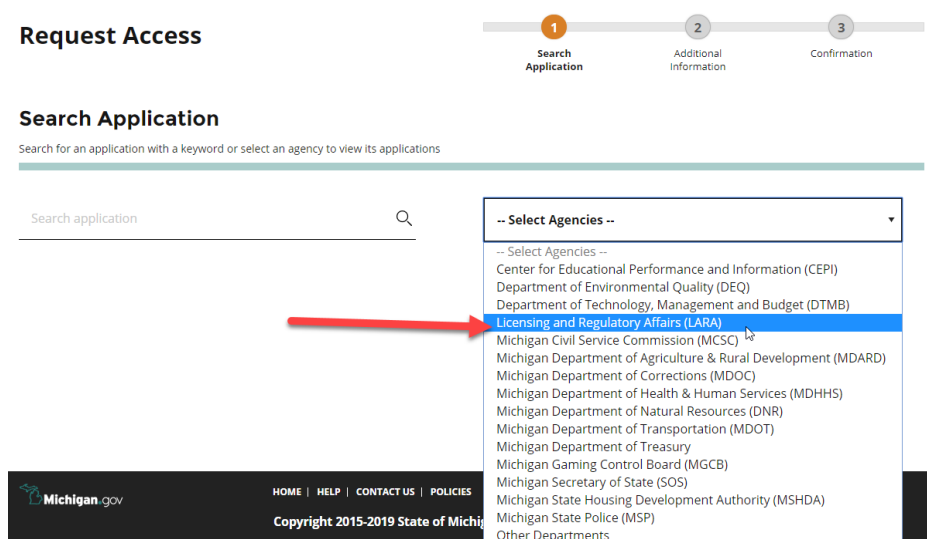 Request Access
1
2
3
Search
Application
Additional
Information
Confirmation
Search Application
Search for an application with a keyword or select an agency to view its applications
Search application
-- Select Agencies --
-- Select Agencies --
Center for Educational Performance and Information (CEPI)
Department of Environmental Quality (DEQ)
Department of Technology, Management and Budget (DTMB)
Licensing and Regulatory Affairs (LARA)
Michigan Civil Service Commission (MCSC)
Michigan Department of Agriculture & Rural Development (MDARD)
Michigan Department of Corrections (MDOC)
Michigan Department of Health & Human Services (MDHHS)
Michigan Department of Natural Resources (DNR)
Michigan Department of Transportation (MDOT)
Michigan Department of Treasury
Michigan Gaming Control Board (MGCB)
Michigan Secretary of State (SOS)
Michigan State Housing Development Authority (MSHDA)
Michigan State Police (MSP)
Other Departments
Michigan.gov
HOME | HELP | CONTACT US | POLICIES
Copyright 2015-2019 State of Michig